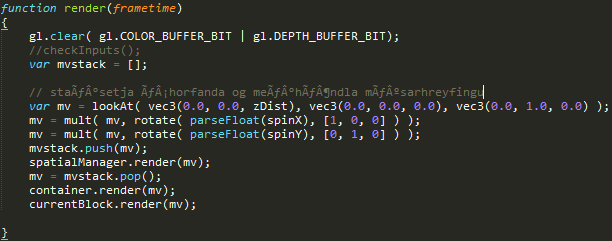 function render(frametime)
{
gl.clear( gl.COLOR_BUFFER_BIT | gl.DEPTH_BUFFER_BIT);
//checkInputs();
var mvstack = [];
// staÃƒÂ°setja ÃƒÂ¡horfanda og meÃƒÂ°hÃƒÂ¶ndla mÃƒÂºsarhreyfingu
var mv = lookAt( vec3(0.0, 0.0, zDist), vec3(0.0, 0.0, 0.0), vec3(0.0, 1.0, 0.0) );
mv = mult( mv, rotate( parseFloat(spinX), [1, 0, 0] ) );
mv = mult( mv, rotate( parseFloat(spinY), [0, 1, 0] ) );
mvstack.push(mv);
spatialManager.render(mv);
mv = mvstack.pop();
container.render(mv);
currentBlock.render(mv);
}